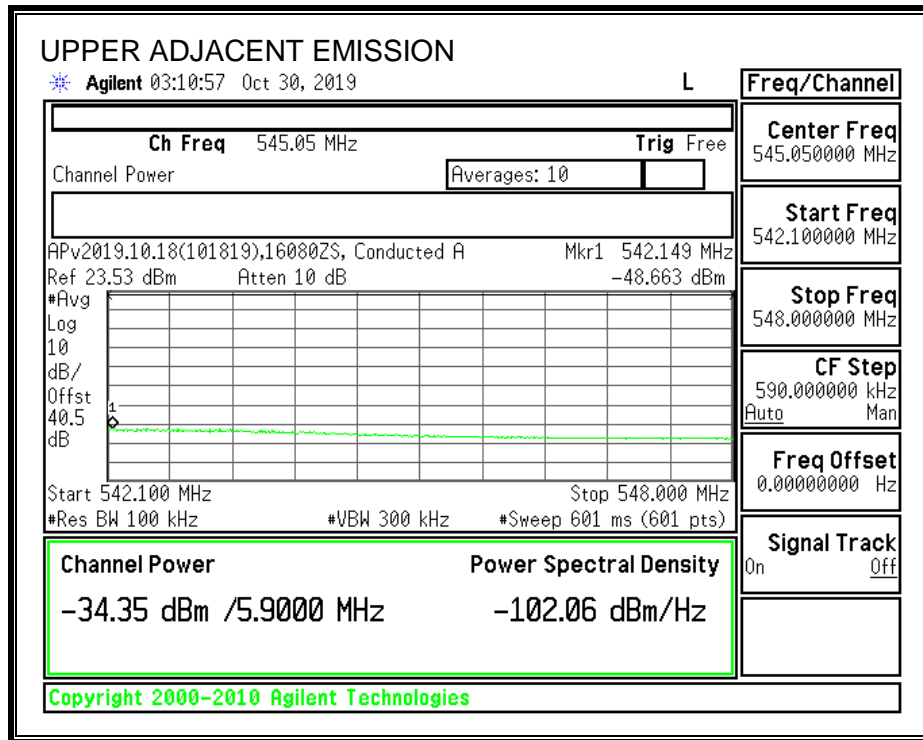 UPPER ADJACENT EMISSION
Agilent 03:10:57 Oct 30, 2019 L
Freq/Channel
Ch Freq 545.05 MHz Trig Free
Channel Power Averages: 10
APv2019.10.18(101819),16080ZS, Conducted A Mkr1 542.149 MHz
Ref 23.53 dBm Atten 10 dB -48.663 dBm
#Avg
Log
10
dB/
Offst
40.5
dB
1
Start 542.100 MHz Stop 548.000 MHz
#Res BW 100 kHz #VBW 300 kHz #Sweep 601 ms (601 pts)
Channel Power Power Spectral Density
-34.35 dBm /5.9000 MHz -102.06 dBm/Hz
Copyright 2000-2010 Agilent Technologies
Center Freq
545.050000 MHz
Start Freq
542.100000 MHz
Stop Freq
548.000000 MHz
CF Step
590.000000 kHz
Auto Man
Freq Offset
0.00000000 Hz
Signal Track
On Off